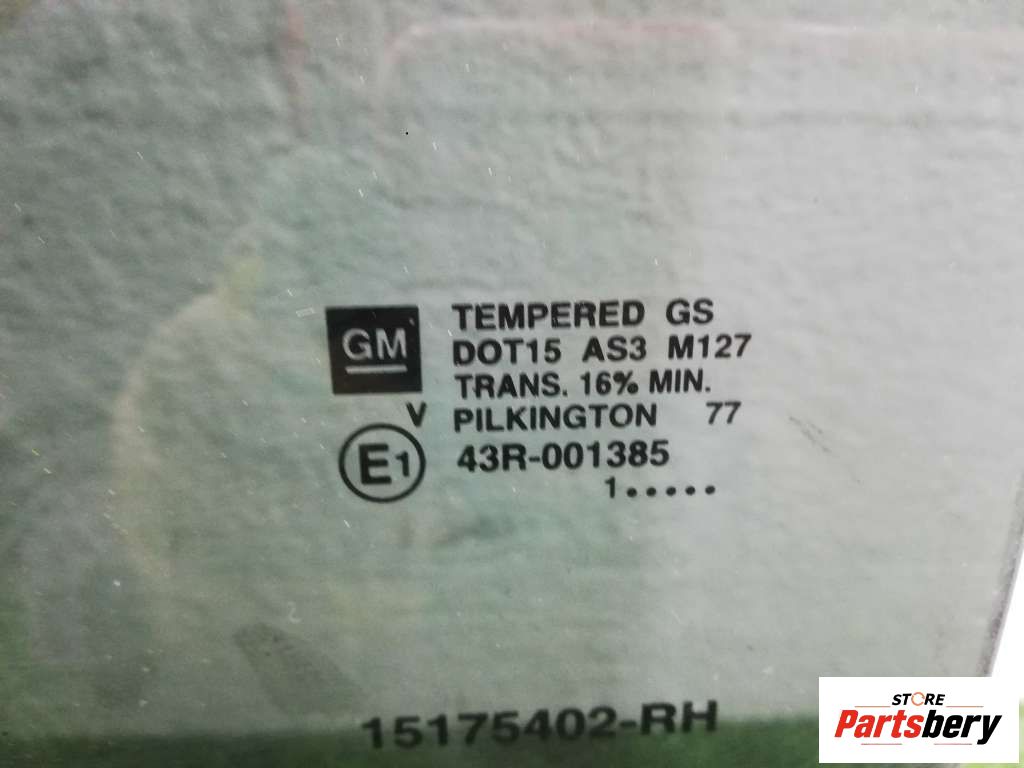 GM
TEMPERED GS
DOT15 AS3 M127
TRANS. 16% MIN.
V PILKINGTON 77
E1 43R-001385
1•••••
15175402-RH
STORE
Partsbery